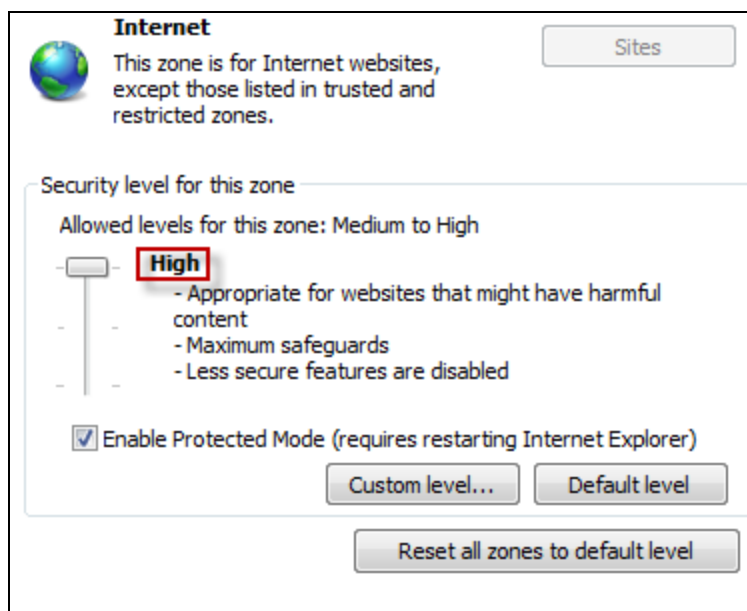 Internet
Sites
This zone is for Internet websites,
except those listed in trusted and
restricted zones.
Security level for this zone
Allowed levels for this zone: Medium to High
High
- Appropriate for websites that might have harmful
content
- Maximum safeguards
- Less secure features are disabled
Enable Protected Mode (requires restarting Internet Explorer)
Custom level... Default level
Reset all zones to default level